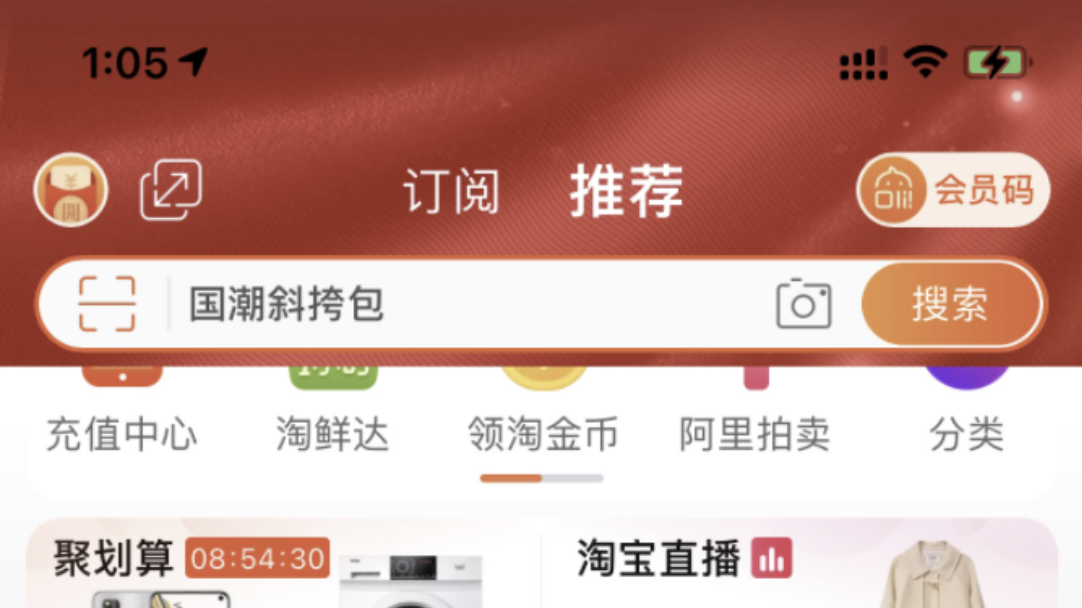 1:05
¥
開
订阅
推荐
会员码
国潮斜挎包
搜索
充值中心
淘鲜达
领淘金币
阿里拍卖
分类
聚划算 08:54:30
淘宝直播